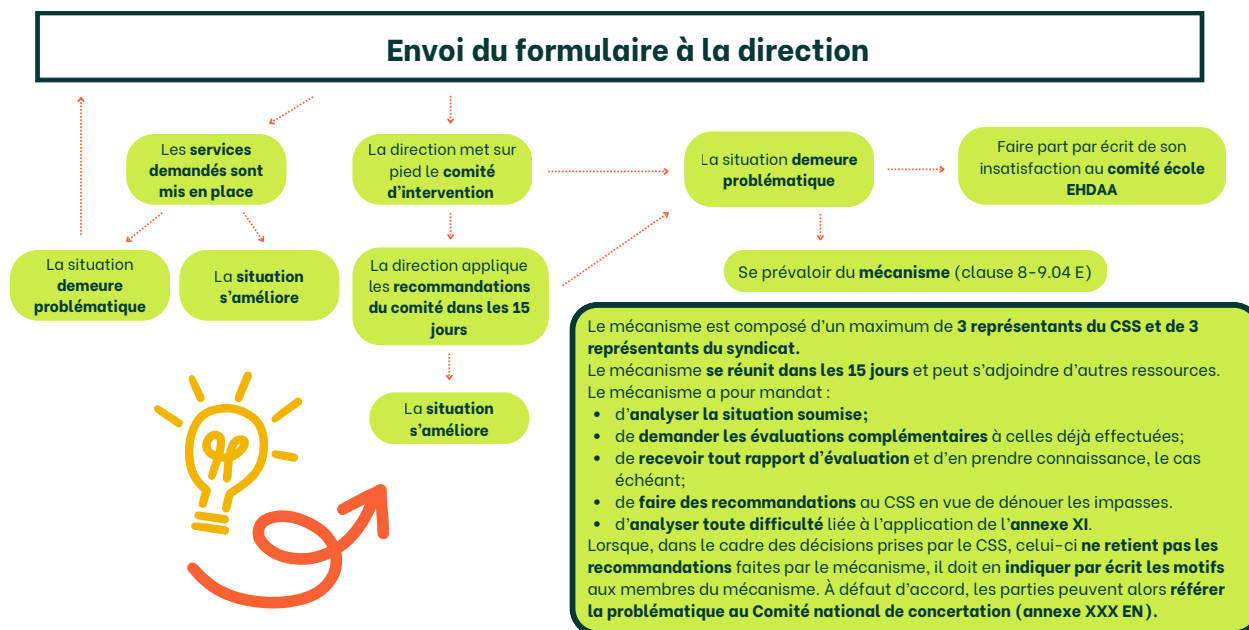 Envoi du formulaire à la direction
Les services
demandés sont
mis en place
La direction met sur
pied le comité
d'intervention
La situation demeure
problématique
Faire part par écrit de son
insatisfaction au comité école
EHDAA
La situation
demeure
problématique
La situation
s'améliore
La direction applique
les recommandations
du comité dans les 15
jours
Se prévaloir du mécanisme (clause 8-9.04 E)
La situation
s'améliore
Le mécanisme est composé d'un maximum de 3 représentants du CSS et de 3
représentants du syndicat.
Le mécanisme se réunit dans les 15 jours et peut s'adjoindre d'autres ressources.
Le mécanisme a pour mandat :
• d'analyser la situation soumise;
• de demander les évaluations complémentaires à celles déjà effectuées;
• de recevoir tout rapport d'évaluation et d'en prendre connaissance, le cas
échéant;
• de faire des recommandations au CSS en vue de dénouer les impasses.
• d'analyser toute difficulté liée à l'application de l'annexe XI.
Lorsque, dans le cadre des décisions prises par le CSS, celui-ci ne retient pas les
recommandations faites par le mécanisme, il doit en indiquer par écrit les motifs
aux membres du mécanisme. À défaut d'accord, les parties peuvent alors référer
la problématique au Comité national de concertation (annexe XXX EN).